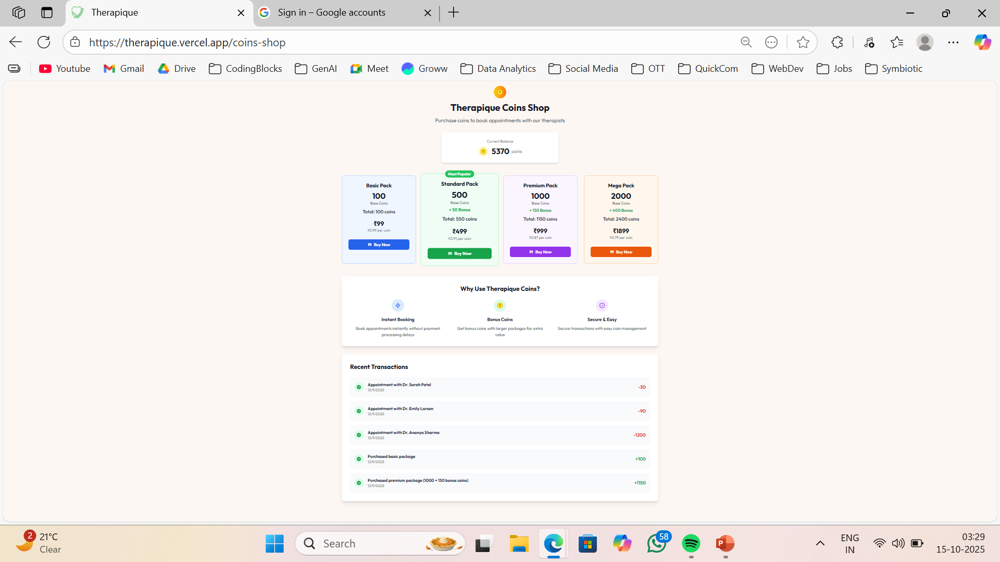 Therapique
Sign in – Google accounts
https://therapique.vercel.app/coins-shop
Youtube
Gmail
Drive
CodingBlocks
GenAI
Meet
Groww
Data Analytics
Social Media
OTT
QuickCom
WebDev
Jobs
Symbiotic
Therapique Coins Shop
Purchase coins to book appointments with our therapists
Current Balance
5370 coins
Basic Pack
100
Base Coins
Total: 100 coins
₹99
₹0.99 per coin
Buy Now
Most Popular
Standard Pack
500
Base Coins
+ 50 Bonus
Total: 550 coins
₹499
₹0.91 per coin
Buy Now
Premium Pack
1000
Base Coins
+ 150 Bonus
Total: 1150 coins
₹999
₹0.87 per coin
Buy Now
Mega Pack
2000
Base Coins
+ 400 Bonus
Total: 2400 coins
₹1899
₹0.79 per coin
Buy Now
Why Use Therapique Coins?
Instant Booking
Book appointments instantly without payment
processing delays
Bonus Coins
Get bonus coins with larger packages for extra
value
Secure & Easy
Secure transactions with easy coin management
Recent Transactions
Appointment with Dr. Sarah Patel
12/9/2025
-30
Appointment with Dr. Emily Larson
12/9/2025
-90
Appointment with Dr. Ananya Sharma
12/9/2025
-1200
Purchased basic package
12/9/2025
+100
Purchased premium package (1000 + 150 bonus coins)
12/9/2025
+1150
2
21°C
Clear
Search
58
ENG
IN
03:29
15-10-2025